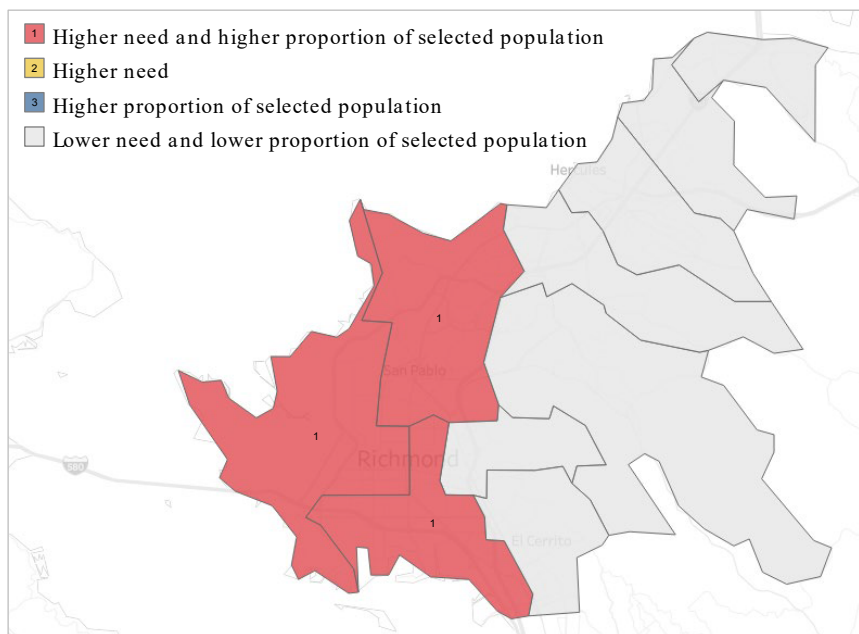 1 Higher need and higher proportion of selected population
2 Higher need
3 Higher proportion of selected population
Lower need and lower proportion of selected population
Hercules
1
San Pablo
1
Richmond
580
1
El Cerrito